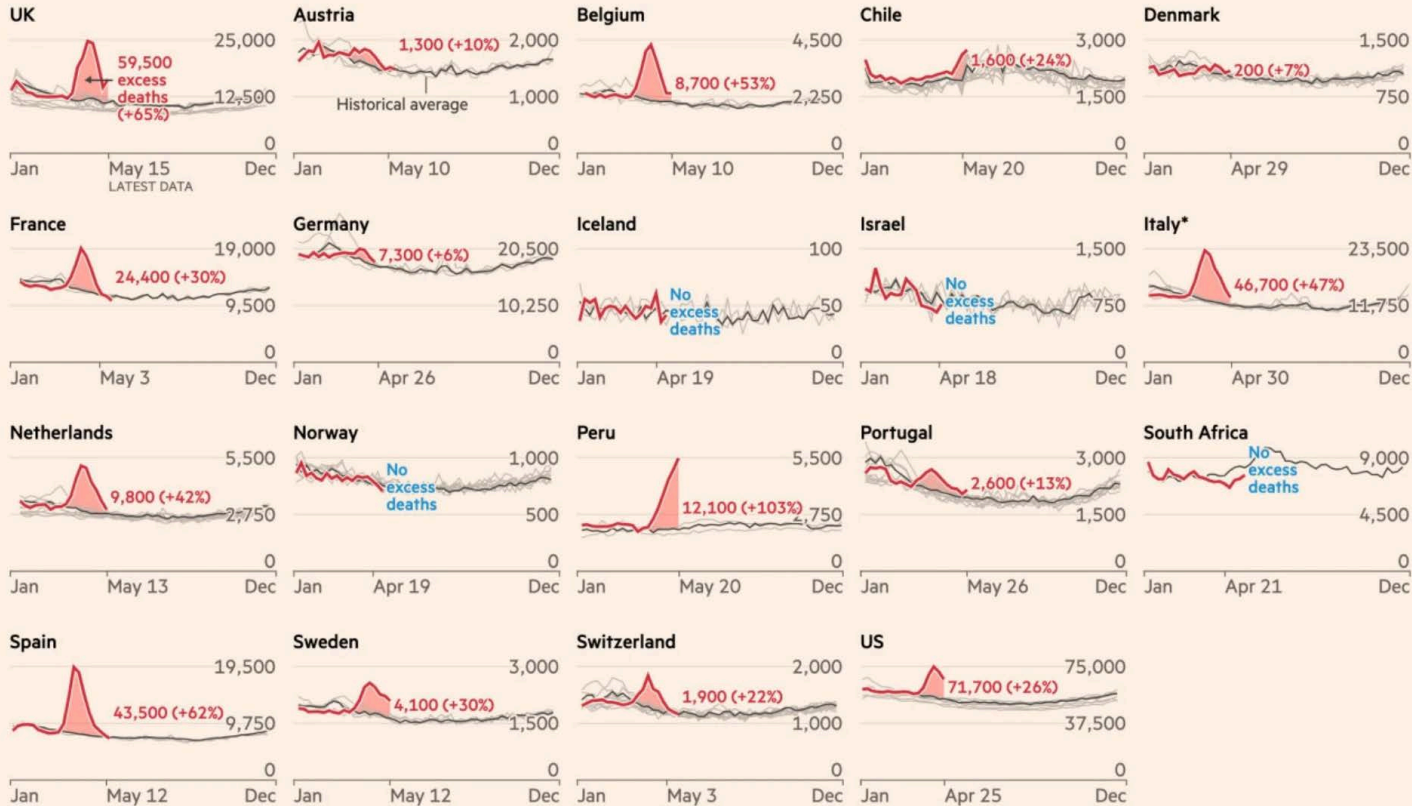 UK
25,000
59,500
excess
deaths
(+65%)
12,500
0
Jan
May 15
LATEST DATA
Dec
Austria
2,000
1,300 (+10%)
Historical average
1,000
0
Jan
May 10
Dec
Belgium
4,500
8,700 (+53%)
2,250
0
Jan
May 10
Dec
Chile
3,000
1,600 (+24%)
1,500
0
Jan
May 20
Dec
Denmark
1,500
200 (+7%)
750
0
Jan
Apr 29
Dec
France
19,000
24,400 (+30%)
9,500
0
Jan
May 3
Dec
Germany
20,500
7,300 (+6%)
10,250
0
Jan
Apr 26
Dec
Iceland
100
No
excess
deaths
50
0
Jan
Apr 19
Dec
Israel
1,500
No
excess
deaths
750
0
Jan
Apr 18
Dec
Italy*
23,500
46,700 (+47%)
11,750
0
Jan
Apr 30
Dec
Netherlands
5,500
9,800 (+42%)
2,750
0
Jan
May 13
Dec
Norway
1,000
No
excess
deaths
500
0
Jan
Apr 19
Dec
Peru
5,500
12,100 (+103%)
2,750
0
Jan
May 20
Dec
Portugal
3,000
2,600 (+13%)
1,500
0
Jan
May 26
Dec
South Africa
9,000
No
excess
deaths
4,500
0
Jan
Apr 21
Dec
Spain
19,500
43,500 (+62%)
9,750
0
Jan
May 12
Dec
Sweden
3,000
4,100 (+30%)
1,500
0
Jan
May 12
Dec
Switzerland
2,000
1,900 (+22%)
1,000
0
Jan
May 3
Dec
US
75,000
71,700 (+26%)
37,500
0
Jan
Apr 25
Dec